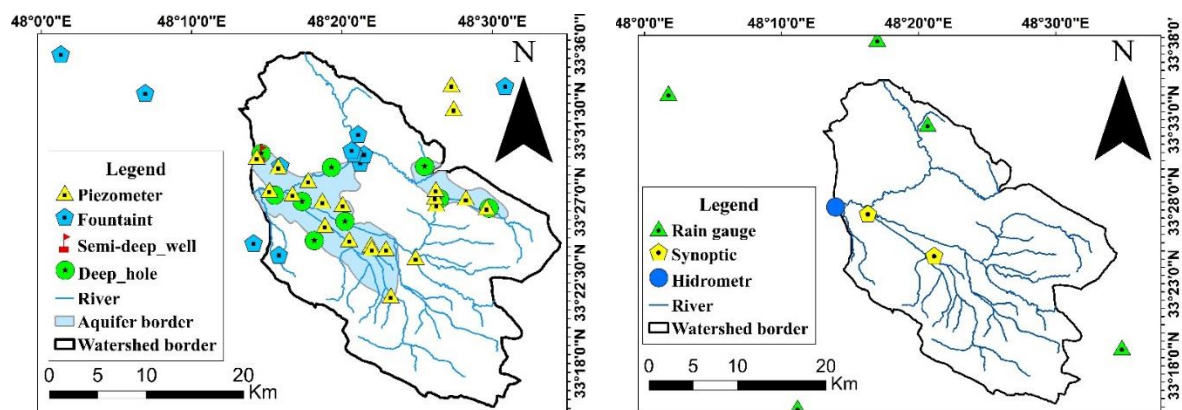 48°0'0"E 48°10'0"E 48°20'0"E 48°30'0"E
N
33°36'0"N
33°31'30"N
33°27'0"N
33°22'30"N
33°18'0"N
Legend
Piezometer
Fountaint
Semi-deep_well
Deep_hole
River
Aquifer border
Watershed border
0 5 10 20
Km
48°0'0"E 48°10'0"E 48°20'0"E 48°30'0"E
N
33°38'0"N
33°33'0"N
33°28'0"N
33°23'0"N
33°18'0"N
Legend
Rain gauge
Synoptic
Hidrometr
River
Watershed border
0 5 10 20
Km